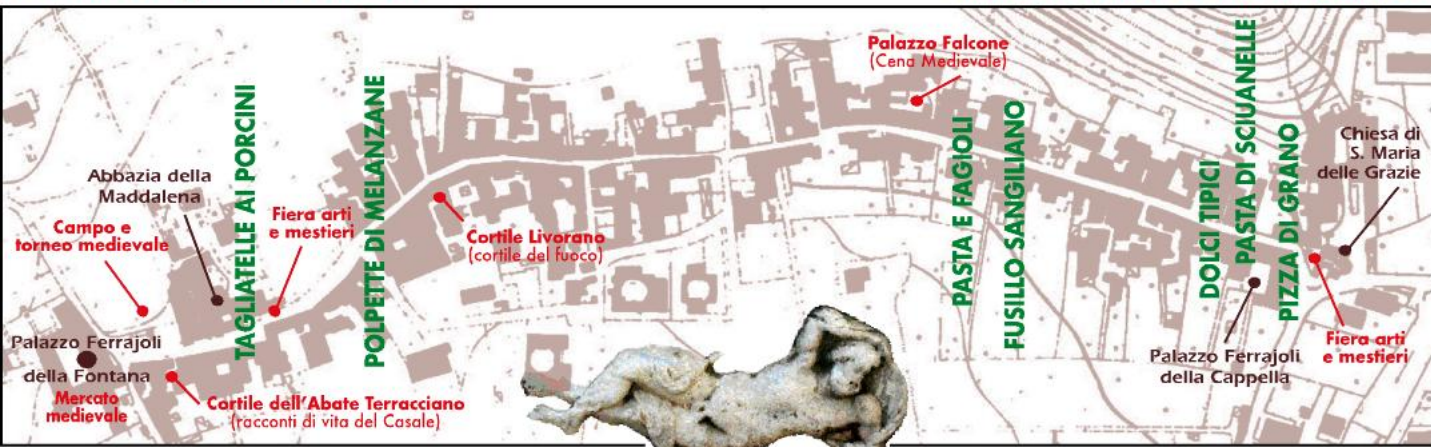 Palazzo Falcone
(Cena Medievale)
Chiesa di
S. Maria
delle Grazie
Abbazia della
Maddalena
Campo e
torneo medievale
TAGLIATELLE AI PORCINI
Fiera arti
e mestieri
POLPETTE DI MELANZANE
Cortile Livorano
(cortile del fuoco)
PASTA E FAGIOLI
FUSILLO SANGILIANO
DOLCI TIPICI
PASTA DI SCIUANELLE
PIZZA DI GRANO
Palazzo Ferrajoli
della Fontana
Mercato
medievale
Cortile dell'Abate Terracciano
(racconti di vita del Casale)
Palazzo Ferrajoli
della Cappella
Fiera arti
e mestieri